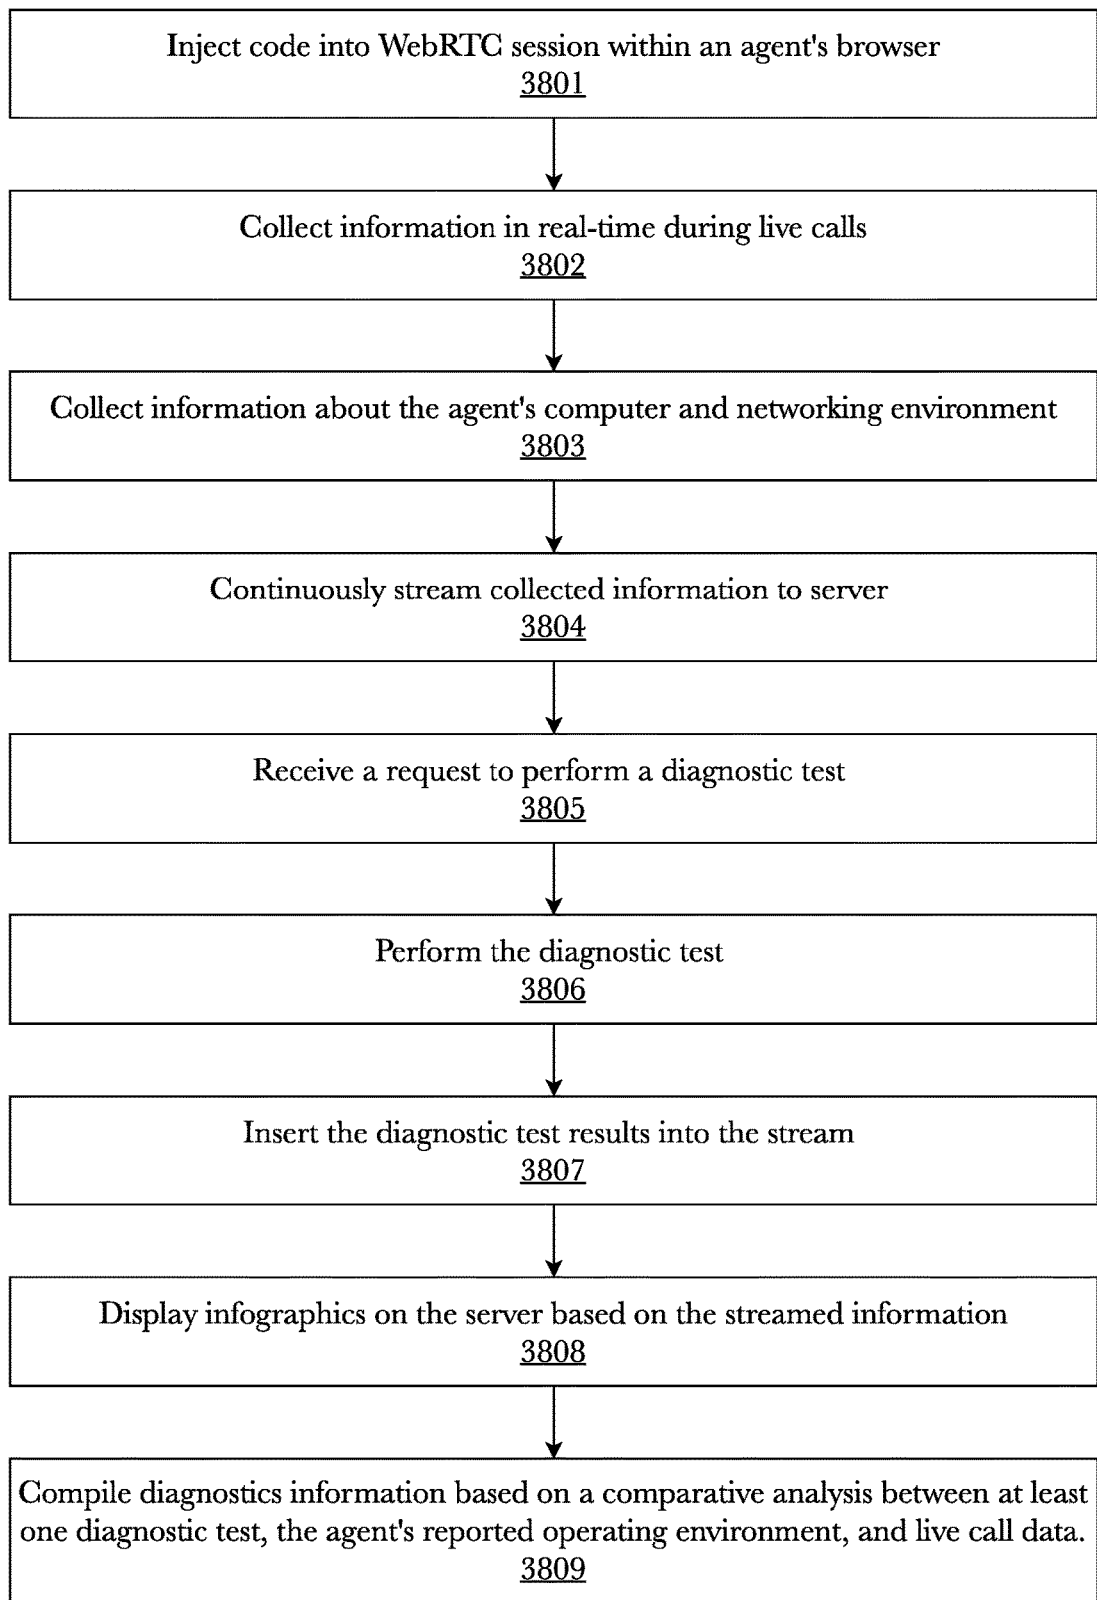 Inject code into WebRTC session within an agent's browser
3801
Collect information in real-time during live calls
3802
Collect information about the agent's computer and networking environment
3803
Continuously stream collected information to server
3804
Receive a request to perform a diagnostic test
3805
Perform the diagnostic test
3806
Insert the diagnostic test results into the stream
3807
Display infographics on the server based on the streamed information
3808
Compile diagnostics information based on a comparative analysis between at least
one diagnostic test, the agent's reported operating environment, and live call data.
3809